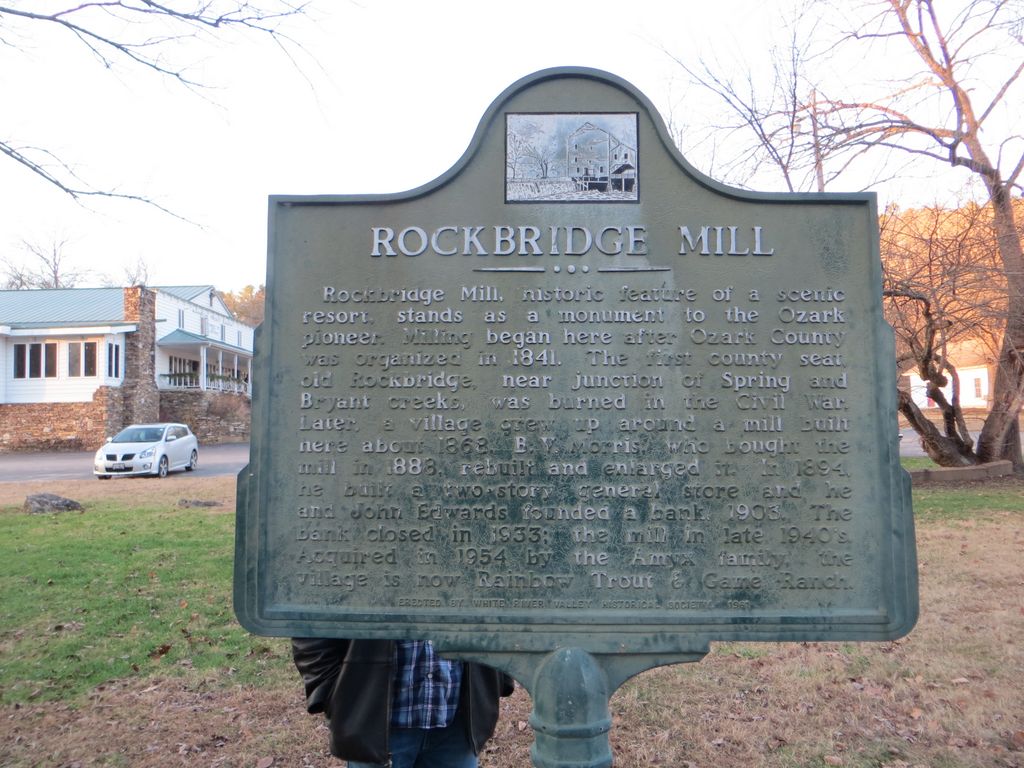 ROCKBRIDGE MILL
Rockbridge Mill, historic feature of a scenic
resort, stands as a monument to the Ozark
pioneer. Milling began here after Ozark County
was organized in 1841. The first county seat,
old Rockbridge, near junction of Spring and
Bryant creeks, was burned in the Civil War.
Later, a village grew up around a mill built
here about 1868. B. V. Morris, who bought the
mill in 1888, rebuilt and enlarged it. In 1894,
he built a two-story general store and he
and John Edwards founded a bank, 1903. The
bank closed in 1933; the mill in late 1940's.
Acquired in 1954 by the Amyx family, the
village is now Rainbow Trout & Game Ranch.
ERECTED BY WHITE RIVER VALLEY HISTORICAL SOCIETY